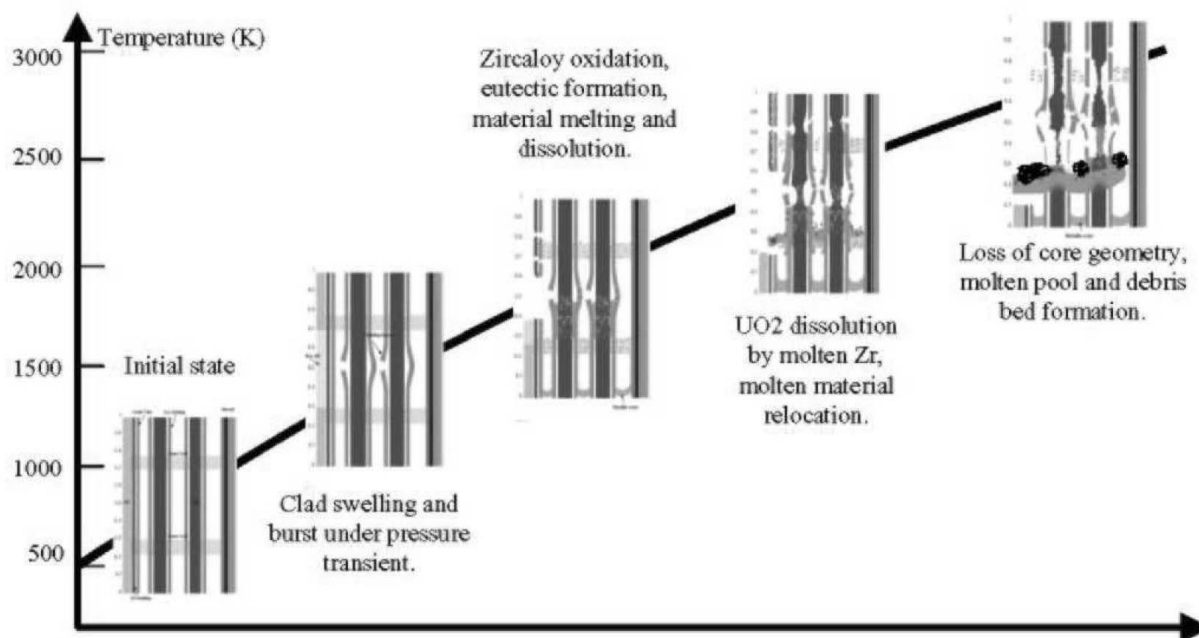 Temperature (K)
3000
2500
2000
1500
1000
500
Initial state
Clad swelling and
burst under pressure
transient.
Zircaloy oxidation,
eutectic formation,
material melting and
dissolution.
UO2 dissolution
by molten Zr,
molten material
relocation.
Loss of core geometry,
molten pool and debris
bed formation.